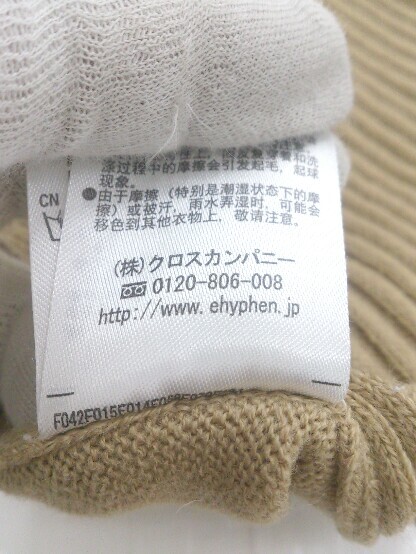 涤过程中的摩擦会引发起毛，起球
现象。
●由于摩擦（特别是潮湿状态下的摩
擦）或被汗，雨水弄湿时，可能会
移色到其他衣物上，敬请注意。
CN
（株）クロスカンパニー
0120-806-008
http://www.ehyphen.jp